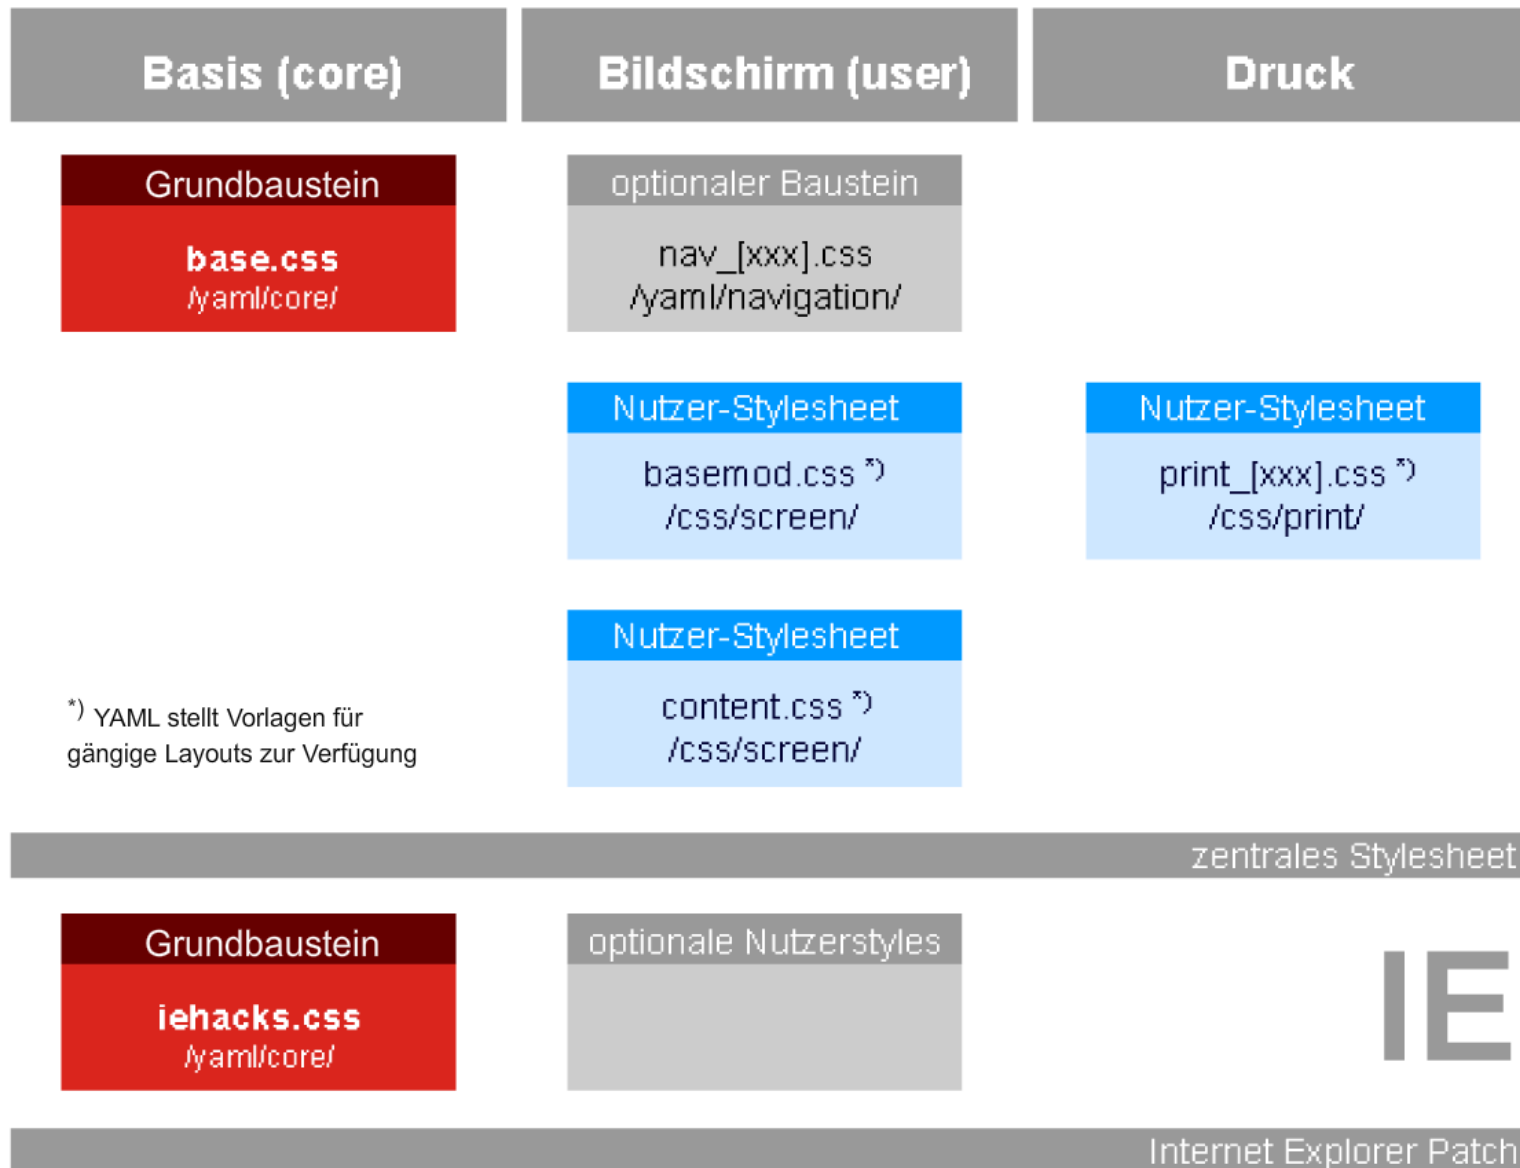 Basis (core)
Bildschirm (user)
Druck
Grundbaustein
base.css
/yaml/core/
optionaler Baustein
nav_[xxx].css
/yaml/navigation/
Nutzer-Stylesheet
basemod.css *)
/css/screen/
Nutzer-Stylesheet
print_[xxx].css *)
/css/print/
Nutzer-Stylesheet
content.css *)
/css/screen/
*) YAML stellt Vorlagen für
gängige Layouts zur Verfügung
zentrales Stylesheet
Grundbaustein
iehacks.css
/yaml/core/
optionale Nutzerstyles
IE
Internet Explorer Patch